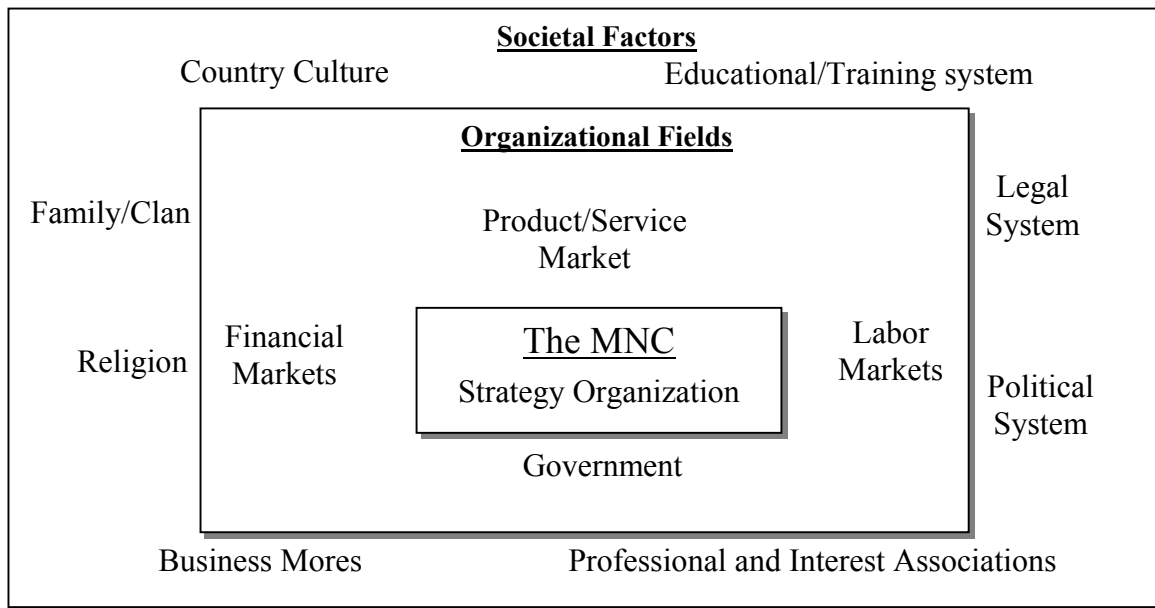 Societal Factors
Country Culture
Educational/Training system
Organizational Fields
Family/Clan
Product/Service
Market
Legal
System
Religion
Financial
Markets
The MNC
Strategy Organization
Labor
Markets
Political
System
Government
Business Mores
Professional and Interest Associations